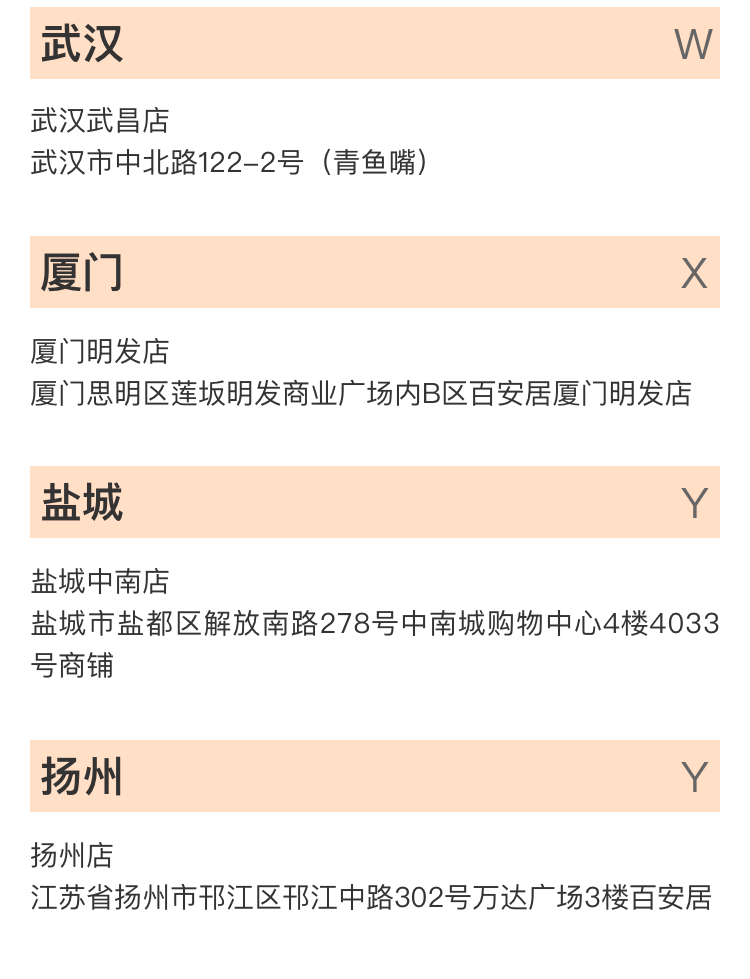 武汉 W
武汉武昌店
武汉市中北路122-2号（青鱼嘴）
厦门 X
厦门明发店
厦门思明区莲坂明发商业广场内B区百安居厦门明发店
盐城 Y
盐城中南店
盐城市盐都区解放南路278号中南城购物中心4楼4033
号商铺
扬州 Y
扬州店
江苏省扬州市邗江区邗江中路302号万达广场3楼百安居